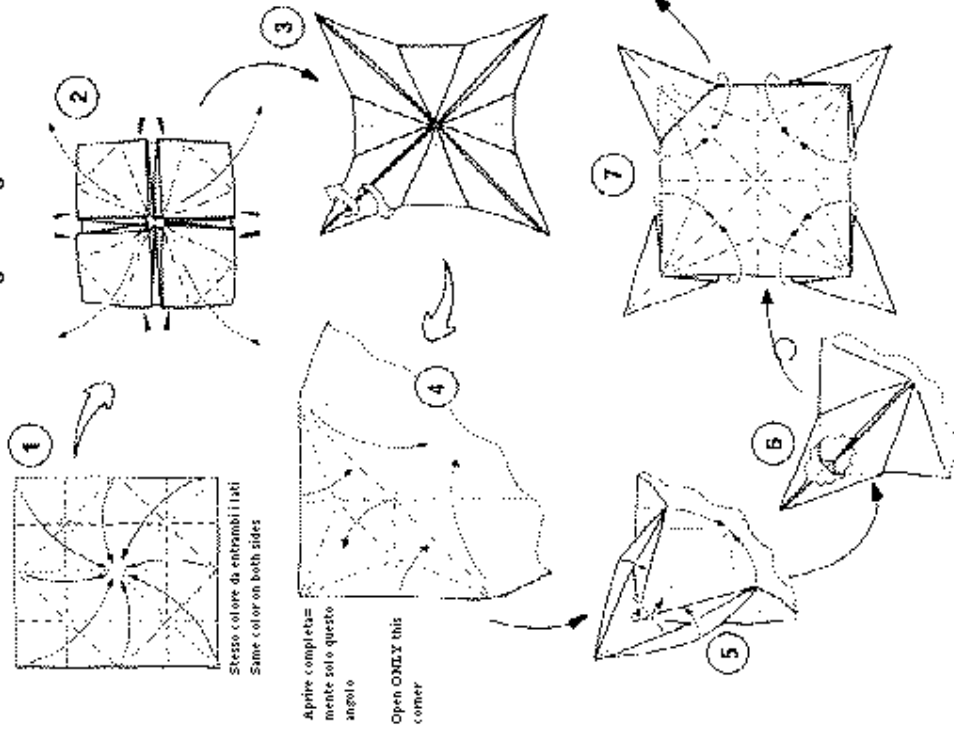 1
2
3
Stesso colore da entrambi i lati
Same color on both sides
4
Aprire completa=
mente solo questo
angolo
Open ONLY this
corner
5
6
7